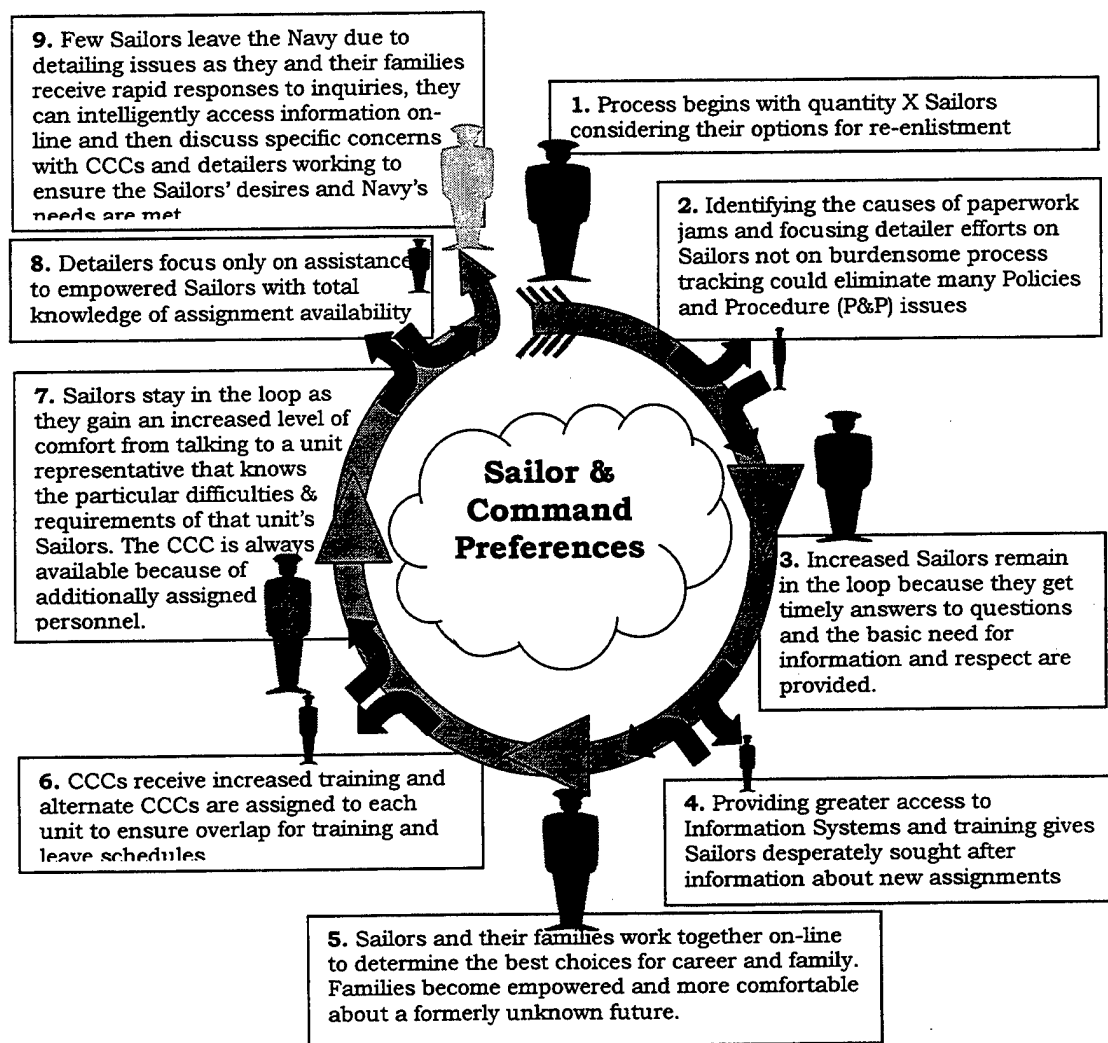 9. Few Sailors leave the Navy due to
detailing issues as they and their families
receive rapid responses to inquiries, they
can intelligently access information on-
line and then discuss specific concerns
with CCCs and detailers working to
ensure the Sailors' desires and Navy's
needs are met
1. Process begins with quantity X Sailors
considering their options for re-enlistment
2. Identifying the causes of paperwork
jams and focusing detailer efforts on
Sailors not on burdensome process
tracking could eliminate many Policies
and Procedure (P&P) issues
8. Detailers focus only on assistance
to empowered Sailors with total
knowledge of assignment availability
7. Sailors stay in the loop as
they gain an increased level of
comfort from talking to a unit
representative that knows
the particular difficulties &
requirements of that unit's
Sailors. The CCC is always
available because of
additionally assigned
personnel.
Sailor &
Command
Preferences
3. Increased Sailors remain
in the loop because they get
timely answers to questions
and the basic need for
information and respect are
provided.
6. CCCs receive increased training and
alternate CCCs are assigned to each
unit to ensure overlap for training and
leave schedules
4. Providing greater access to
Information Systems and training gives
Sailors desperately sought after
information about new assignments
5. Sailors and their families work together on-line
to determine the best choices for career and family.
Families become empowered and more comfortable
about a formerly unknown future.